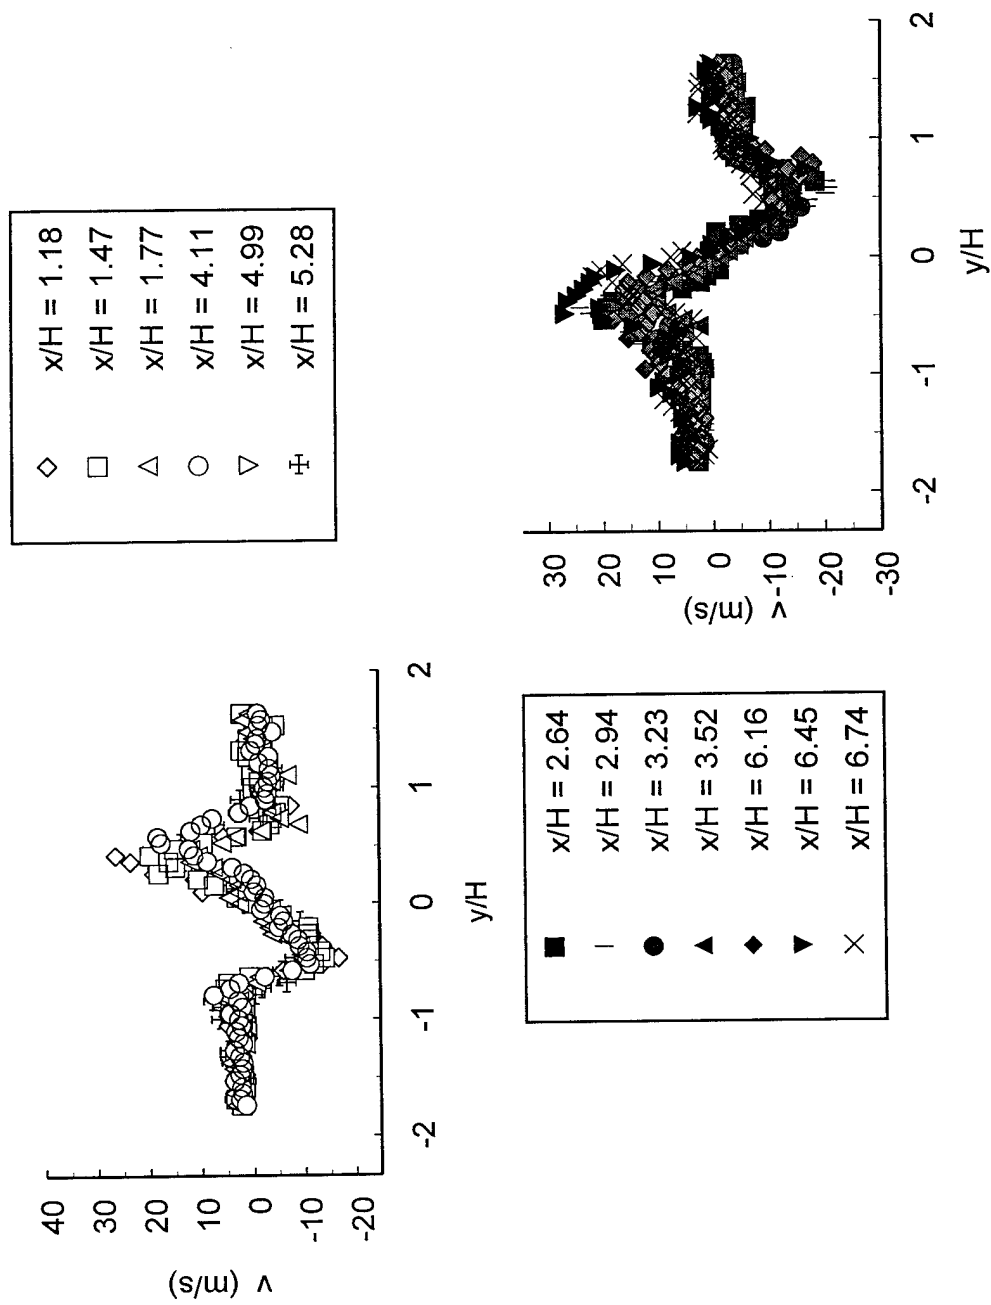 40
30
20
10
0
-10
-20
v (m/s)
-2
-1
0
1
2
y/H
x/H = 1.18
x/H = 1.47
x/H = 1.77
x/H = 4.11
x/H = 4.99
x/H = 5.28
x/H = 2.64
x/H = 2.94
x/H = 3.23
x/H = 3.52
x/H = 6.16
x/H = 6.45
x/H = 6.74
30
20
10
0
-10
-20
-30
v (m/s)
-2
-1
0
1
2
y/H